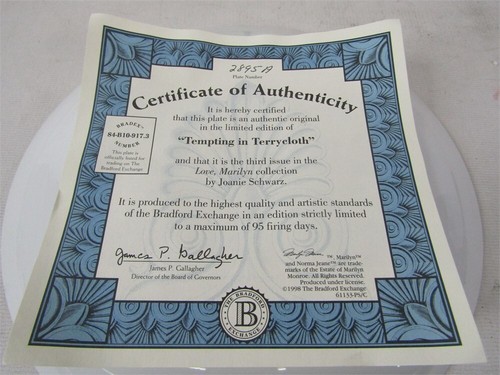 2895A
Plate Number
Certificate of Authenticity
BRADEX®
84-B10-917.3
NUMBER
This plate is
officially listed for
trading on
The Bradford
Exchange.
It is hereby certified
that this plate is an authentic original
in the limited edition of
“Tempting in Terrycloth”
and that it is the third issue in the
Love, Marilyn collection
by Joanie Schwarz.
It is produced to the highest quality and artistic standards
of the Bradford Exchange in an edition strictly limited
to a maximum of 95 firing days.
James P. Gallagher
James P. Gallagher
Director of the Board of Governors
™, Marilyn™
and Norma Jeane™ are trade-
marks of the Estate of Marilyn
Monroe. All Rights Reserved.
Produced under license.
©1998 The Bradford Exchange
61133-PS/C
THE BRADFORD
B
EXCHANGE